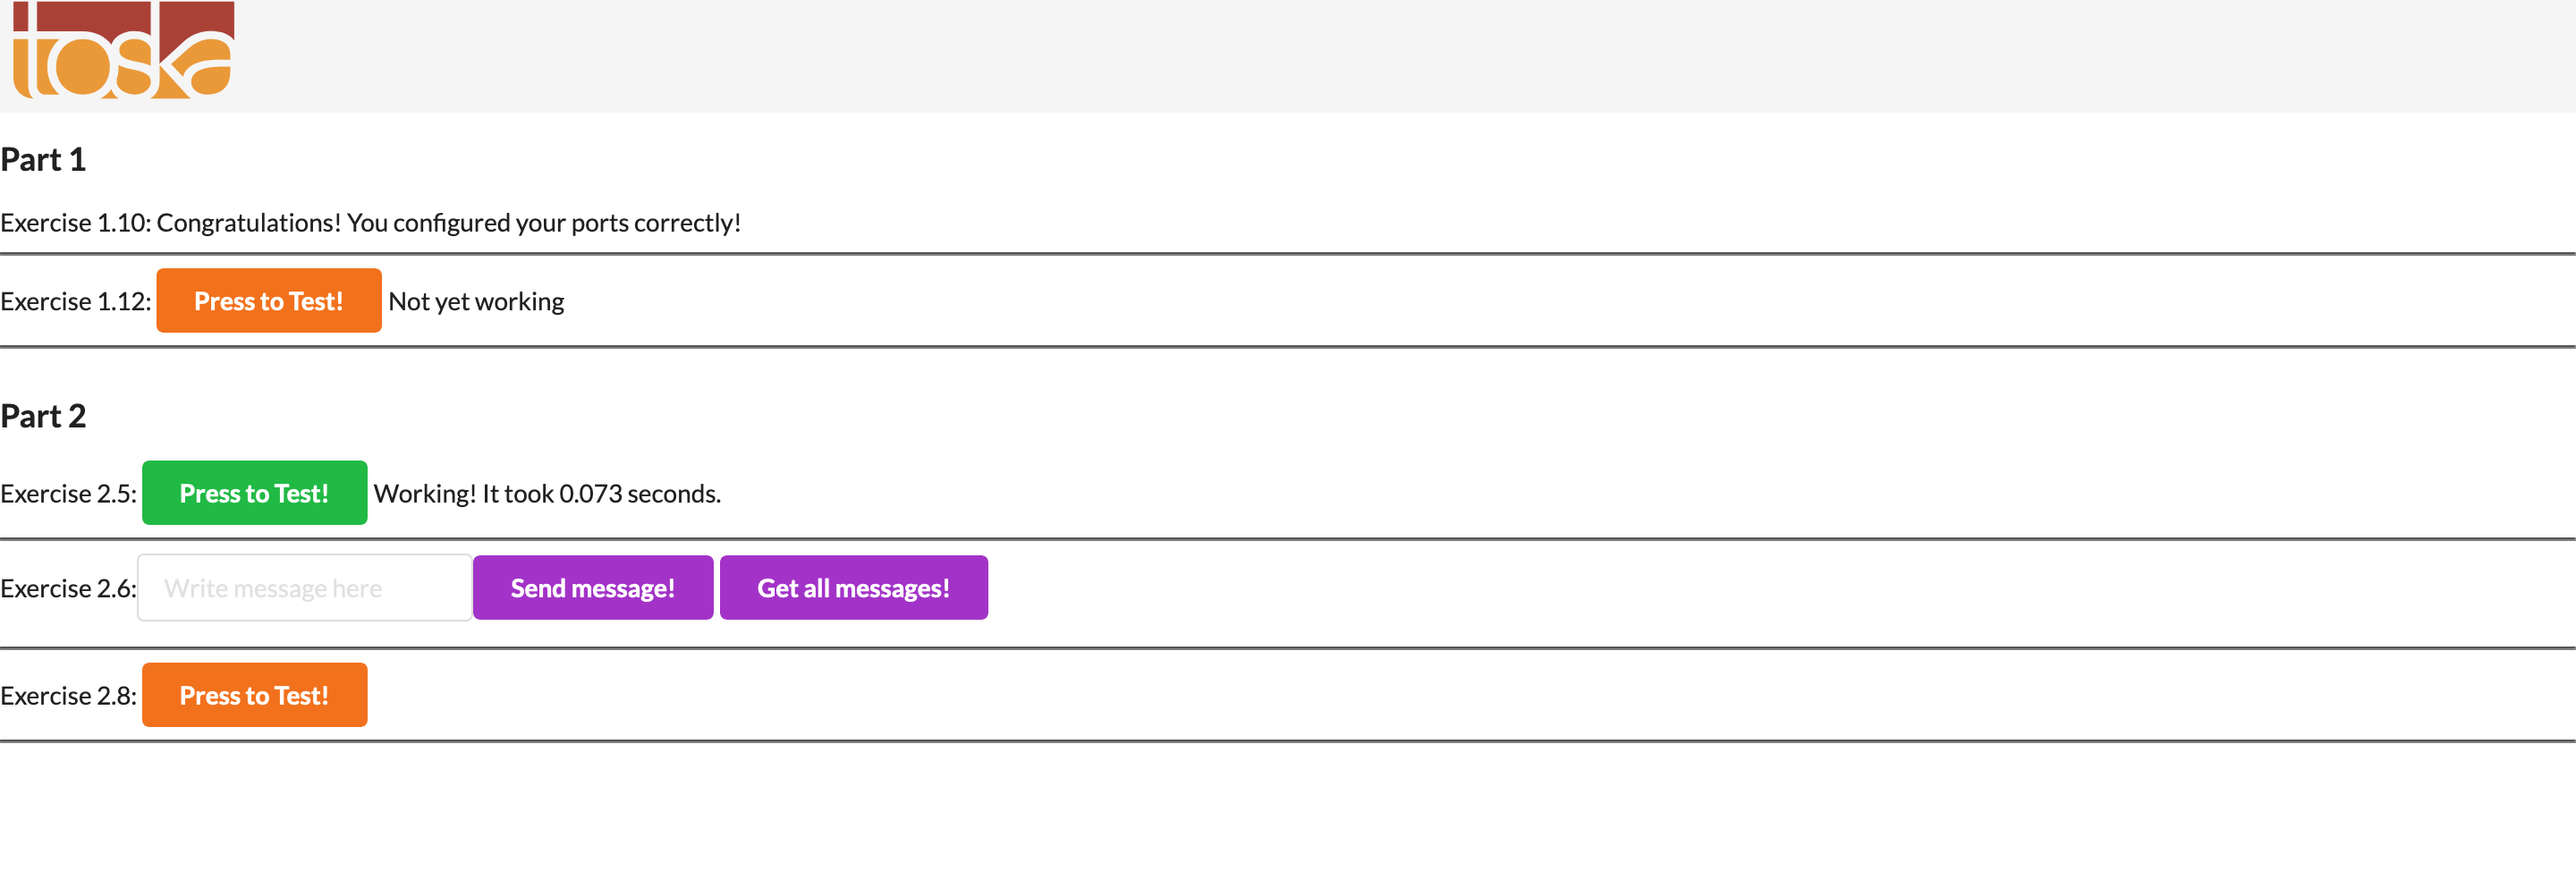 toska
Part 1
Exercise 1.10: Congratulations! You configured your ports correctly!
Exercise 1.12: Press to Test! Not yet working
Part 2
Exercise 2.5: Press to Test! Working! It took 0.073 seconds.
Exercise 2.6: Write message here Send message! Get all messages!
Exercise 2.8: Press to Test!